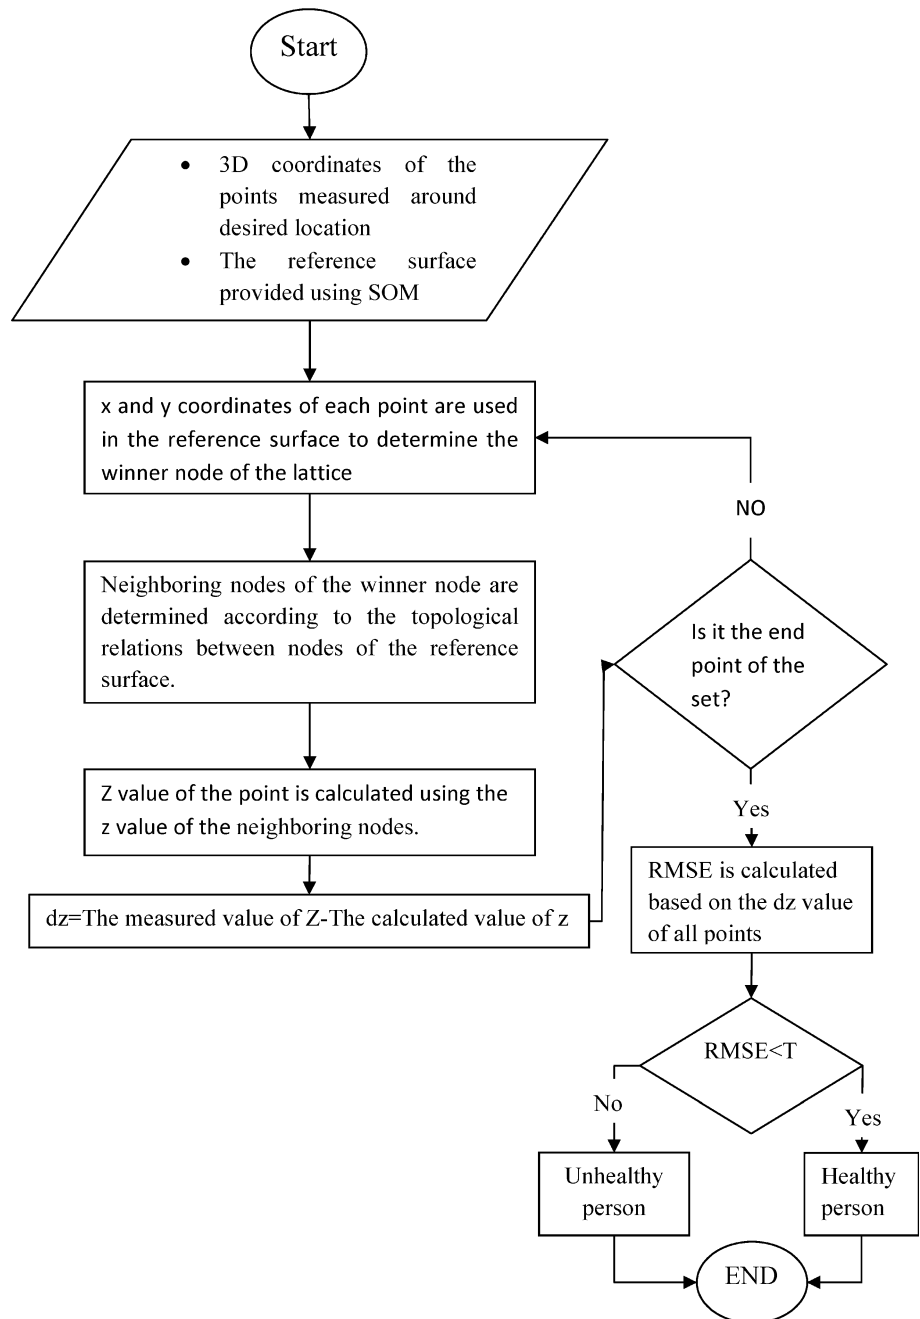 Start
• 3D coordinates of the
points measured around
desired location
• The reference surface
provided using SOM
x and y coordinates of each point are used
in the reference surface to determine the
winner node of the lattice
NO
Neighboring nodes of the winner node are
determined according to the topological
relations between nodes of the reference
surface.
Is it the end
point of the
set?
Z value of the point is calculated using the
z value of the neighboring nodes.
Yes
dz=The measured value of Z-The calculated value of z
RMSE is calculated
based on the dz value
of all points
RMSE<T
No
Yes
Unhealthy
person
Healthy
person
END